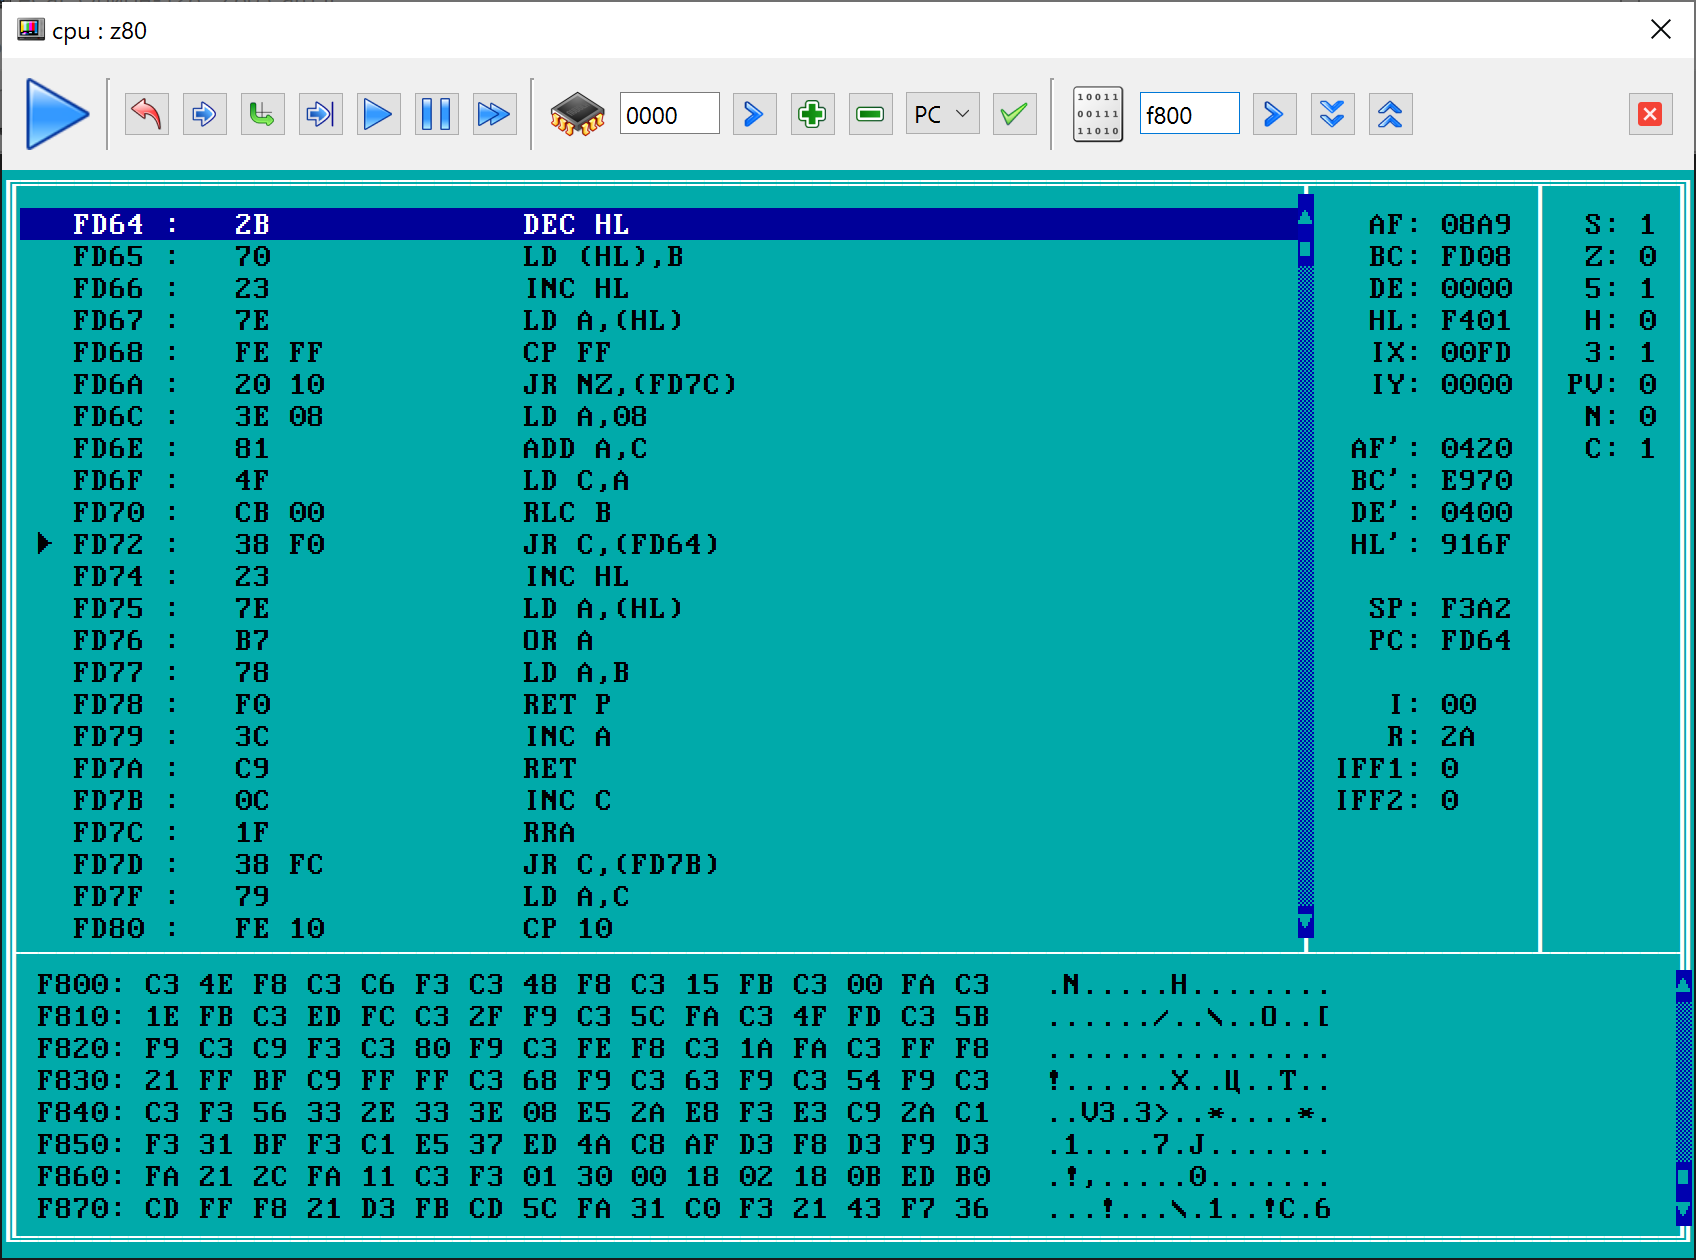 cpu : z80
0000 PC 10011 00111 11010 f800
FD64 : 2B DEC HL
FD65 : 70 LD (HL),B
FD66 : 23 INC HL
FD67 : 7E LD A,(HL)
FD68 : FE FF CP FF
FD6A : 20 10 JR NZ,(FD7C)
FD6C : 3E 08 LD A,08
FD6E : 81 ADD A,C
FD6F : 4F LD C,A
FD70 : CB 00 RLC B
FD72 : 38 F0 JR C,(FD64)
FD74 : 23 INC HL
FD75 : 7E LD A,(HL)
FD76 : B7 OR A
FD77 : 78 LD A,B
FD78 : F0 RET P
FD79 : 3C INC A
FD7A : C9 RET
FD7B : 0C INC C
FD7C : 1F RRA
FD7D : 38 FC JR C,(FD7B)
FD7F : 79 LD A,C
FD80 : FE 10 CP 10
AF: 08A9
BC: FD08
DE: 0000
HL: F401
IX: 00FD
IY: 0000
AF': 0420
BC': E970
DE': 0400
HL': 916F
SP: F3A2
PC: FD64
I: 00
R: 2A
IFF1: 0
IFF2: 0
S: 1
Z: 0
5: 1
H: 0
3: 1
PV: 0
N: 0
C: 1
F800: C3 4E F8 C3 C6 F3 C3 48 F8 C3 15 FB C3 00 FA C3 .N.....H........
F810: 1E FB C3 ED FC C3 2F F9 C3 5C FA C3 4F FD C3 5B ....../..\..O..[
F820: F9 C3 C9 F3 C3 80 F9 C3 FE F8 C3 1A FA C3 FF F8 ................
F830: 21 FF BF C9 FF FF C3 68 F9 C3 63 F9 C3 54 F9 C3 !......Х..Ц..T..
F840: C3 F3 56 33 2E 33 3E 08 E5 2A E8 F3 E3 C9 2A C1 ..V3.3>..*....*.
F850: F3 31 BF F3 C1 E5 37 ED 4A C8 AF D3 F8 D3 F9 D3 .1....7.J.......
F860: FA 21 2C FA 11 C3 F3 01 30 00 18 02 18 0B ED B0 .!,.....0.......
F870: CD FF F8 21 D3 FB CD 5C FA 31 C0 F3 21 43 F7 36 ...!...\.1..!C.6